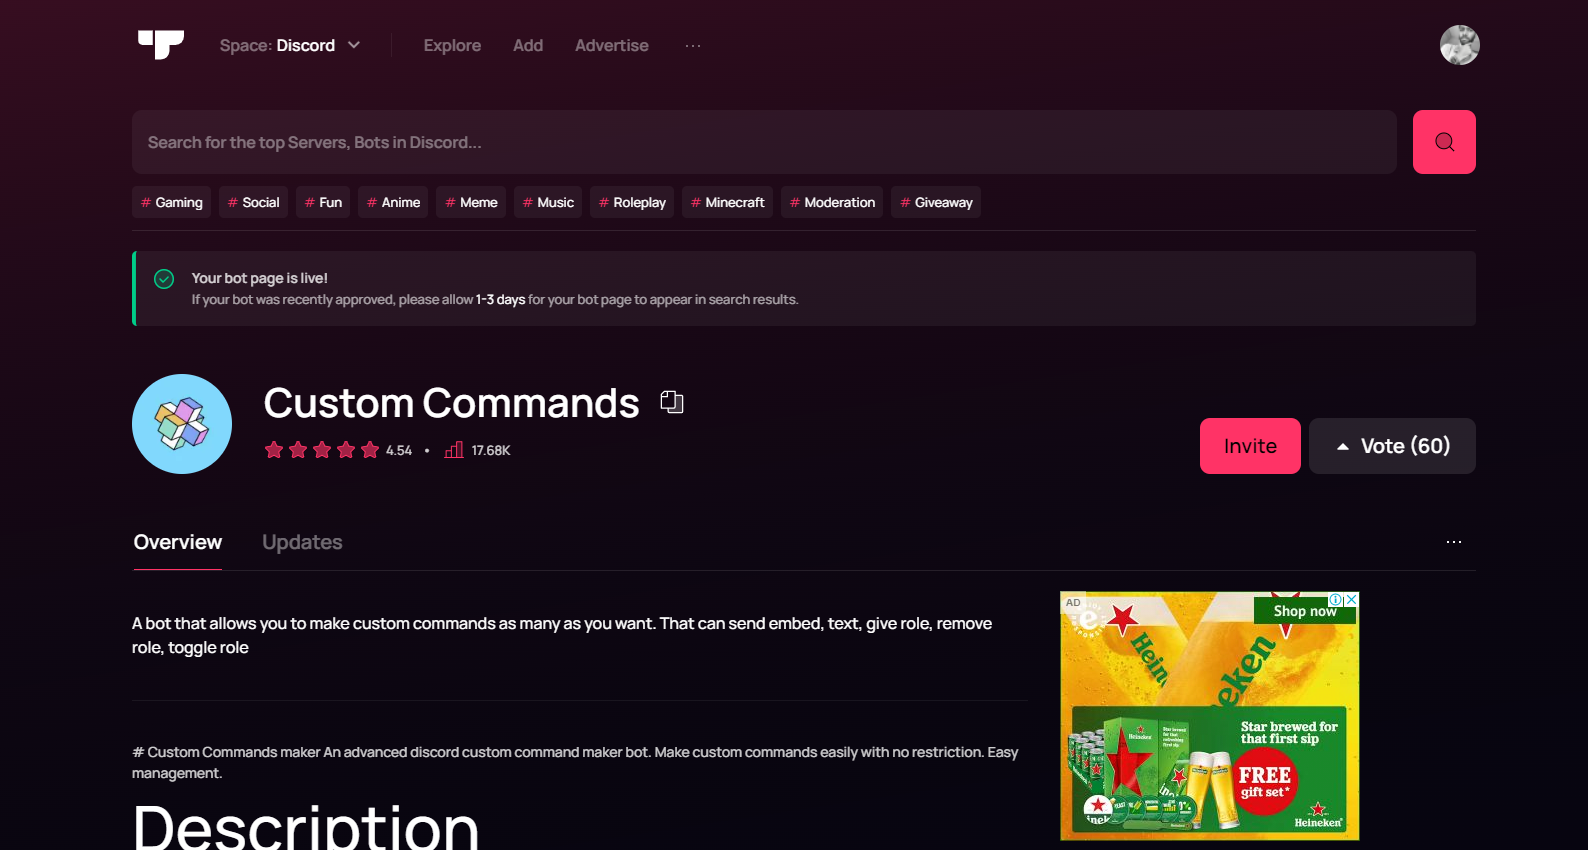 Space: Discord
Explore
Add
Advertise
Search for the top Servers, Bots in Discord...
# Gaming
# Social
# Fun
# Anime
# Meme
# Music
# Roleplay
# Minecraft
# Moderation
# Giveaway
Your bot page is live!
If your bot was recently approved, please allow 1-3 days for your bot page to appear in search results.
Custom Commands
4.54 • 17.68K
Invite
Vote (60)
Overview
Updates
A bot that allows you to make custom commands as many as you want. That can send embed, text, give role, remove
role, toggle role
# Custom Commands maker An advanced discord custom command maker bot. Make custom commands easily with no restriction. Easy
management.
Description
AD
Shop now
Star brewed for
that first sip
FREE
gift set*
Heineken